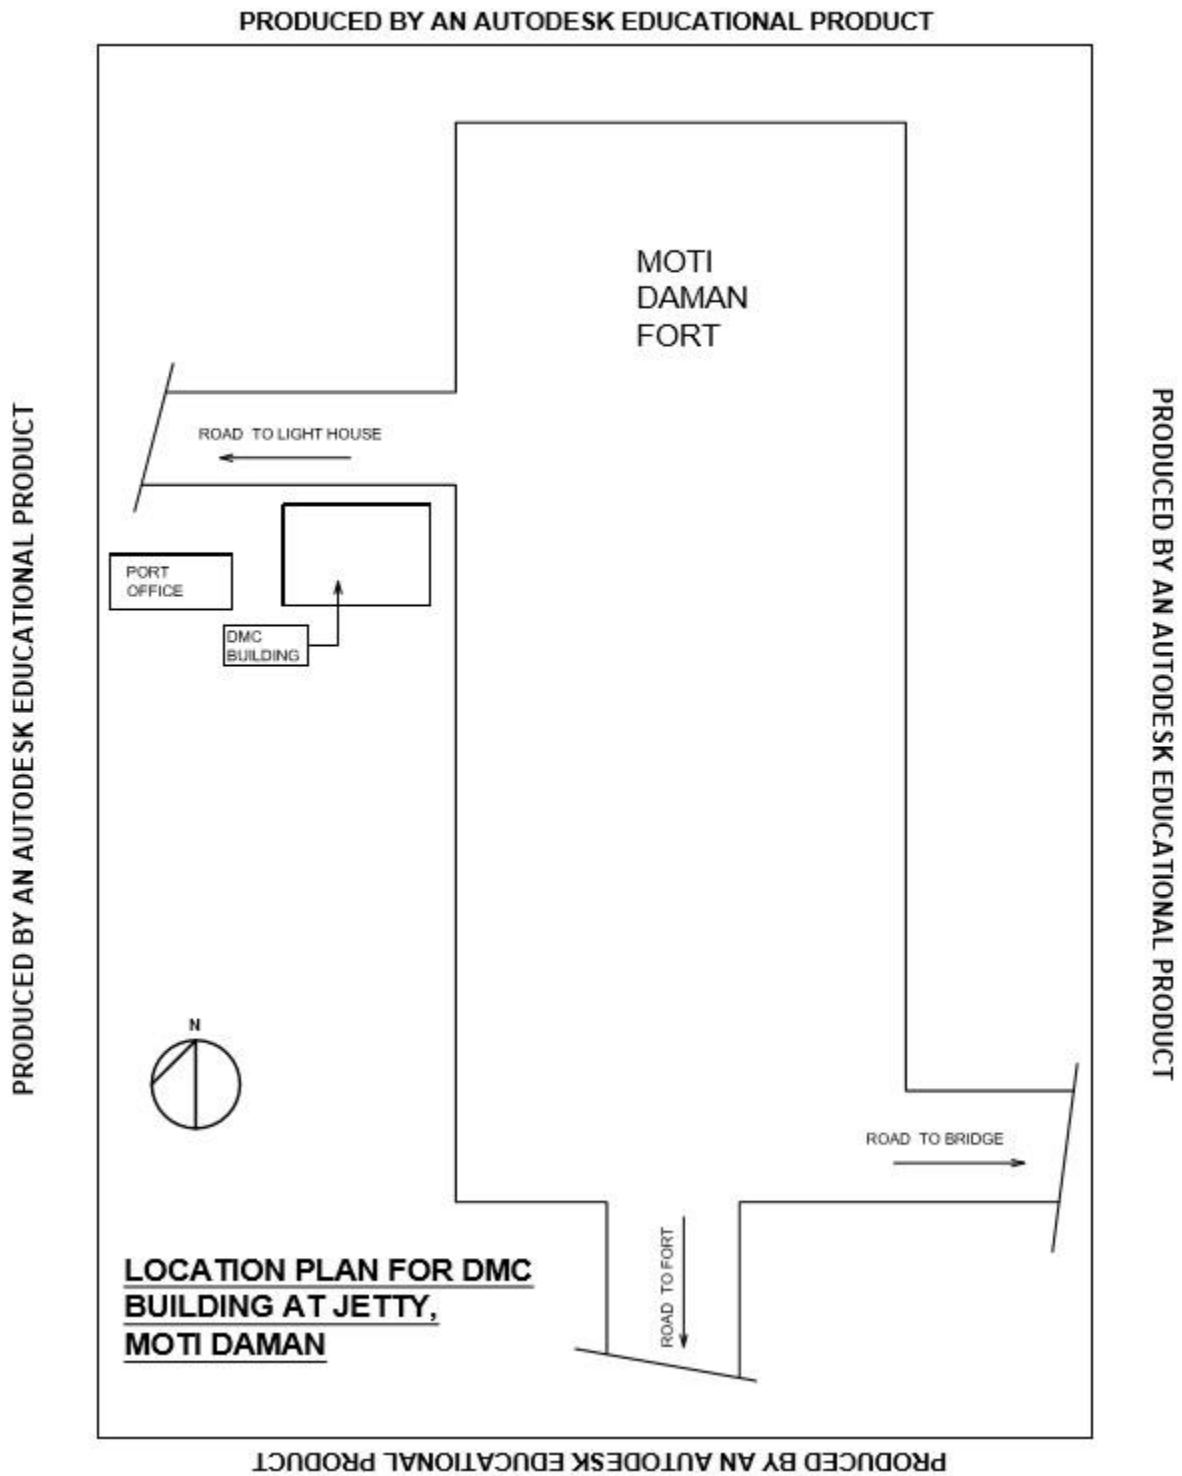 PRODUCED BY AN AUTODESK EDUCATIONAL PRODUCT
MOTI
DAMAN
FORT
ROAD TO LIGHT HOUSE
PORT
OFFICE
DMC
BUILDING
N
ROAD TO BRIDGE
ROAD TO FORT
LOCATION PLAN FOR DMC
BUILDING AT JETTY,
MOTI DAMAN
PRODUCED BY AN AUTODESK EDUCATIONAL PRODUCT
PRODUCED BY AN AUTODESK EDUCATIONAL PRODUCT
PRODUCED BY AN AUTODESK EDUCATIONAL PRODUCT